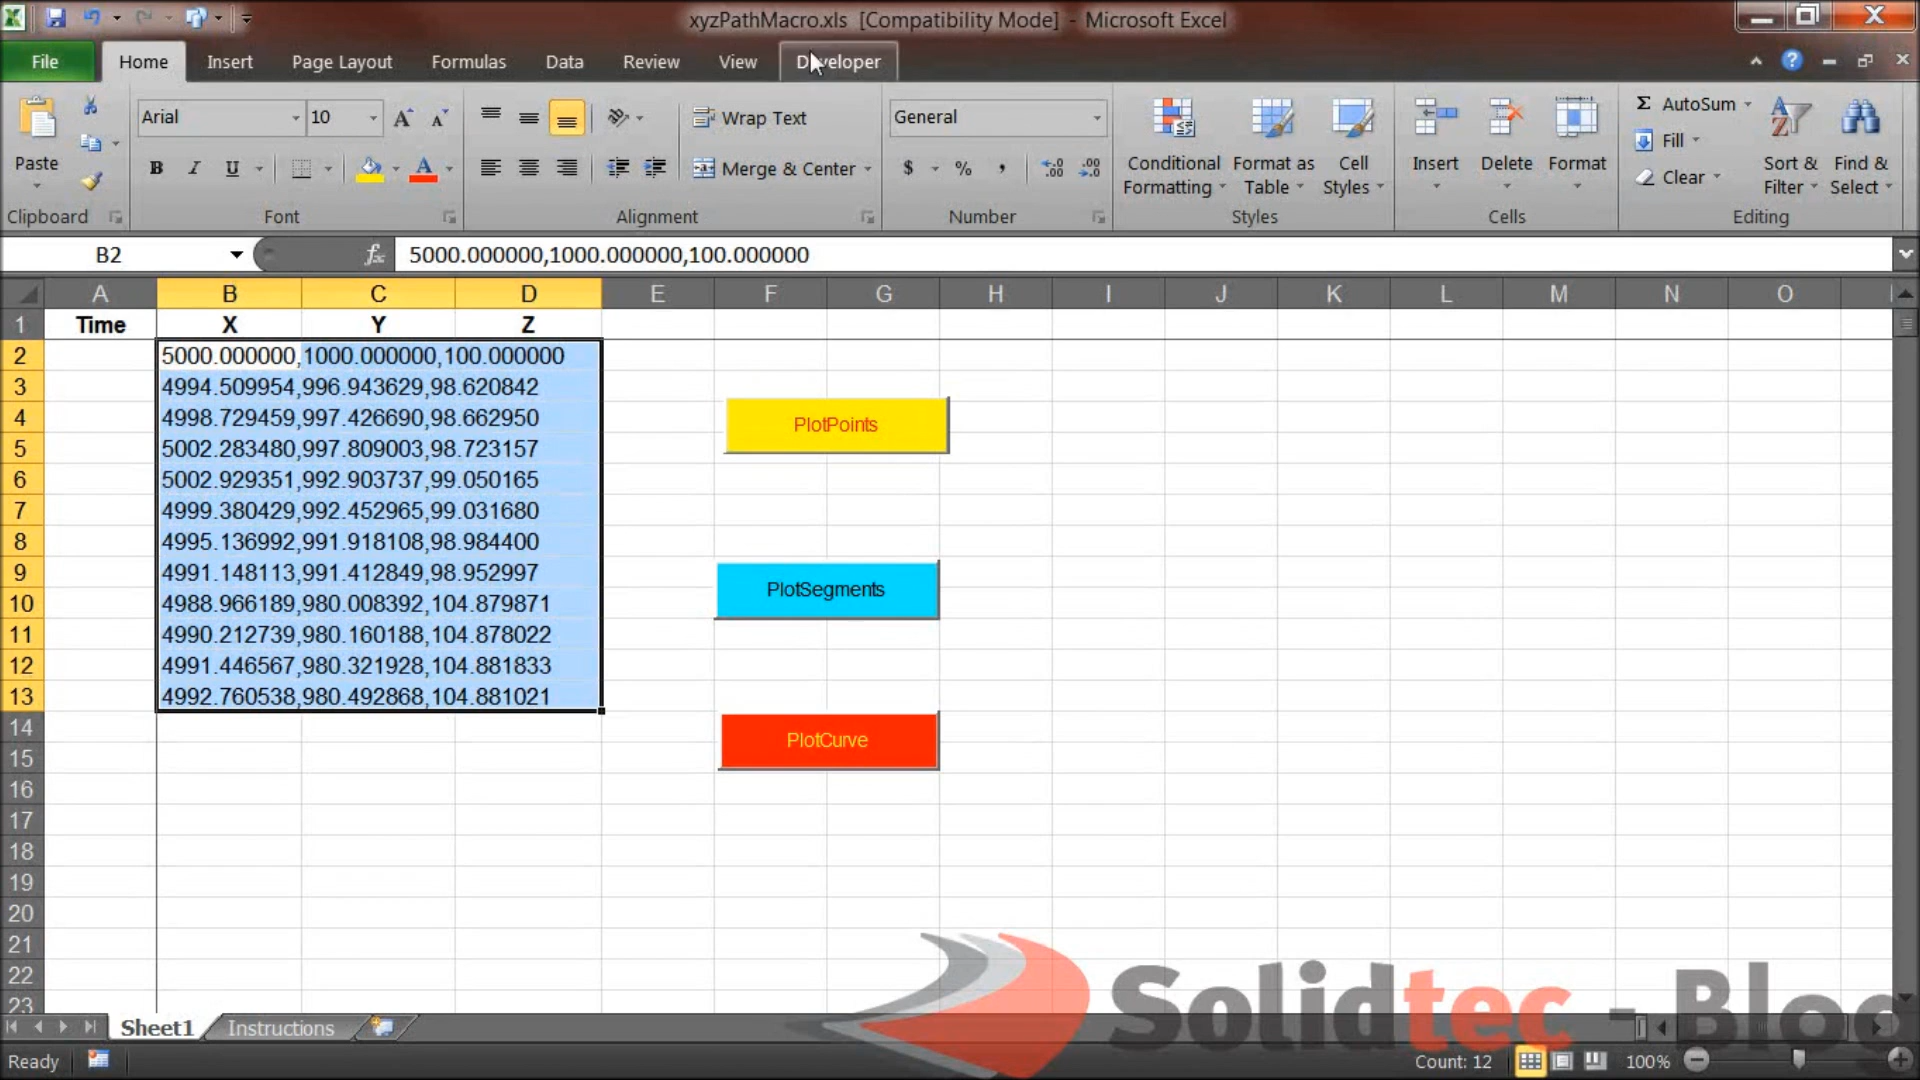 xyzPathMacro.xls [Compatibility Mode] - Microsoft Excel
File Home Insert Page Layout Formulas Data Review View Developer
Paste
Clipboard
Arial 10
B I U A
Font
Wrap Text
Merge & Center
Alignment
General
$ % ,
Number
Conditional Formatting
Format as Table
Cell Styles
Styles
Insert Delete Format
Cells
Σ AutoSum
Fill
Clear
Sort & Filter
Find & Select
Editing
B2 fx 5000.000000,1000.000000,100.000000
A B C D E F G H I J K L M N O
1 Time X Y Z
2 5000.000000,1000.000000,100.000000
3 4994.509954,996.943629,98.620842
4 4998.729459,997.426690,98.662950
PlotPoints
5 5002.283480,997.809003,98.723157
6 5002.929351,992.903737,99.050165
7 4999.380429,992.452965,99.031680
8 4995.136992,991.918108,98.984400
9 4991.148113,991.412849,98.952997
PlotSegments
10 4988.966189,980.008392,104.879871
11 4990.212739,980.160188,104.878022
12 4991.446567,980.321928,104.881833
13 4992.760538,980.492868,104.881021
14
PlotCurve
15
16
17
18
19
20
21
22
23
Solidtec - Bloc
Sheet1 Instructions
Ready Count: 12 100%